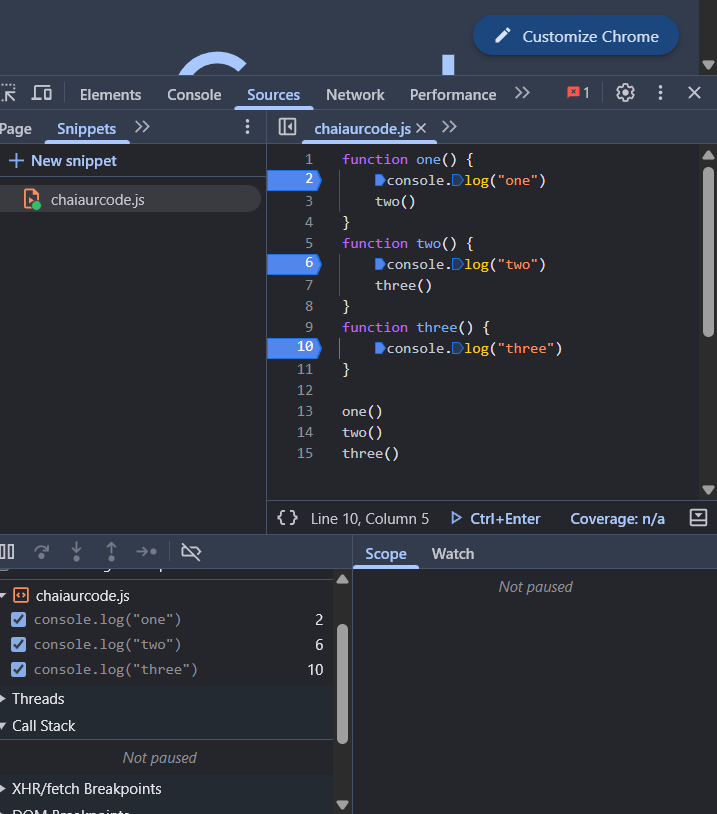 Customize Chrome
Elements Console Sources Network Performance 1
Page Snippets chaiaurcode.js
New snippet
chaiaurcode.js
1 function one() {
2 console.log("one")
3 two()
4 }
5 function two() {
6 console.log("two")
7 three()
8 }
9 function three() {
10 console.log("three")
11 }
12
13 one()
14 two()
15 three()
{} Line 10, Column 5 Ctrl+Enter Coverage: n/a
Scope Watch
Not paused
chaiaurcode.js
console.log("one") 2
console.log("two") 6
console.log("three") 10
Threads
Call Stack
Not paused
XHR/fetch Breakpoints
DOM Breakpoints